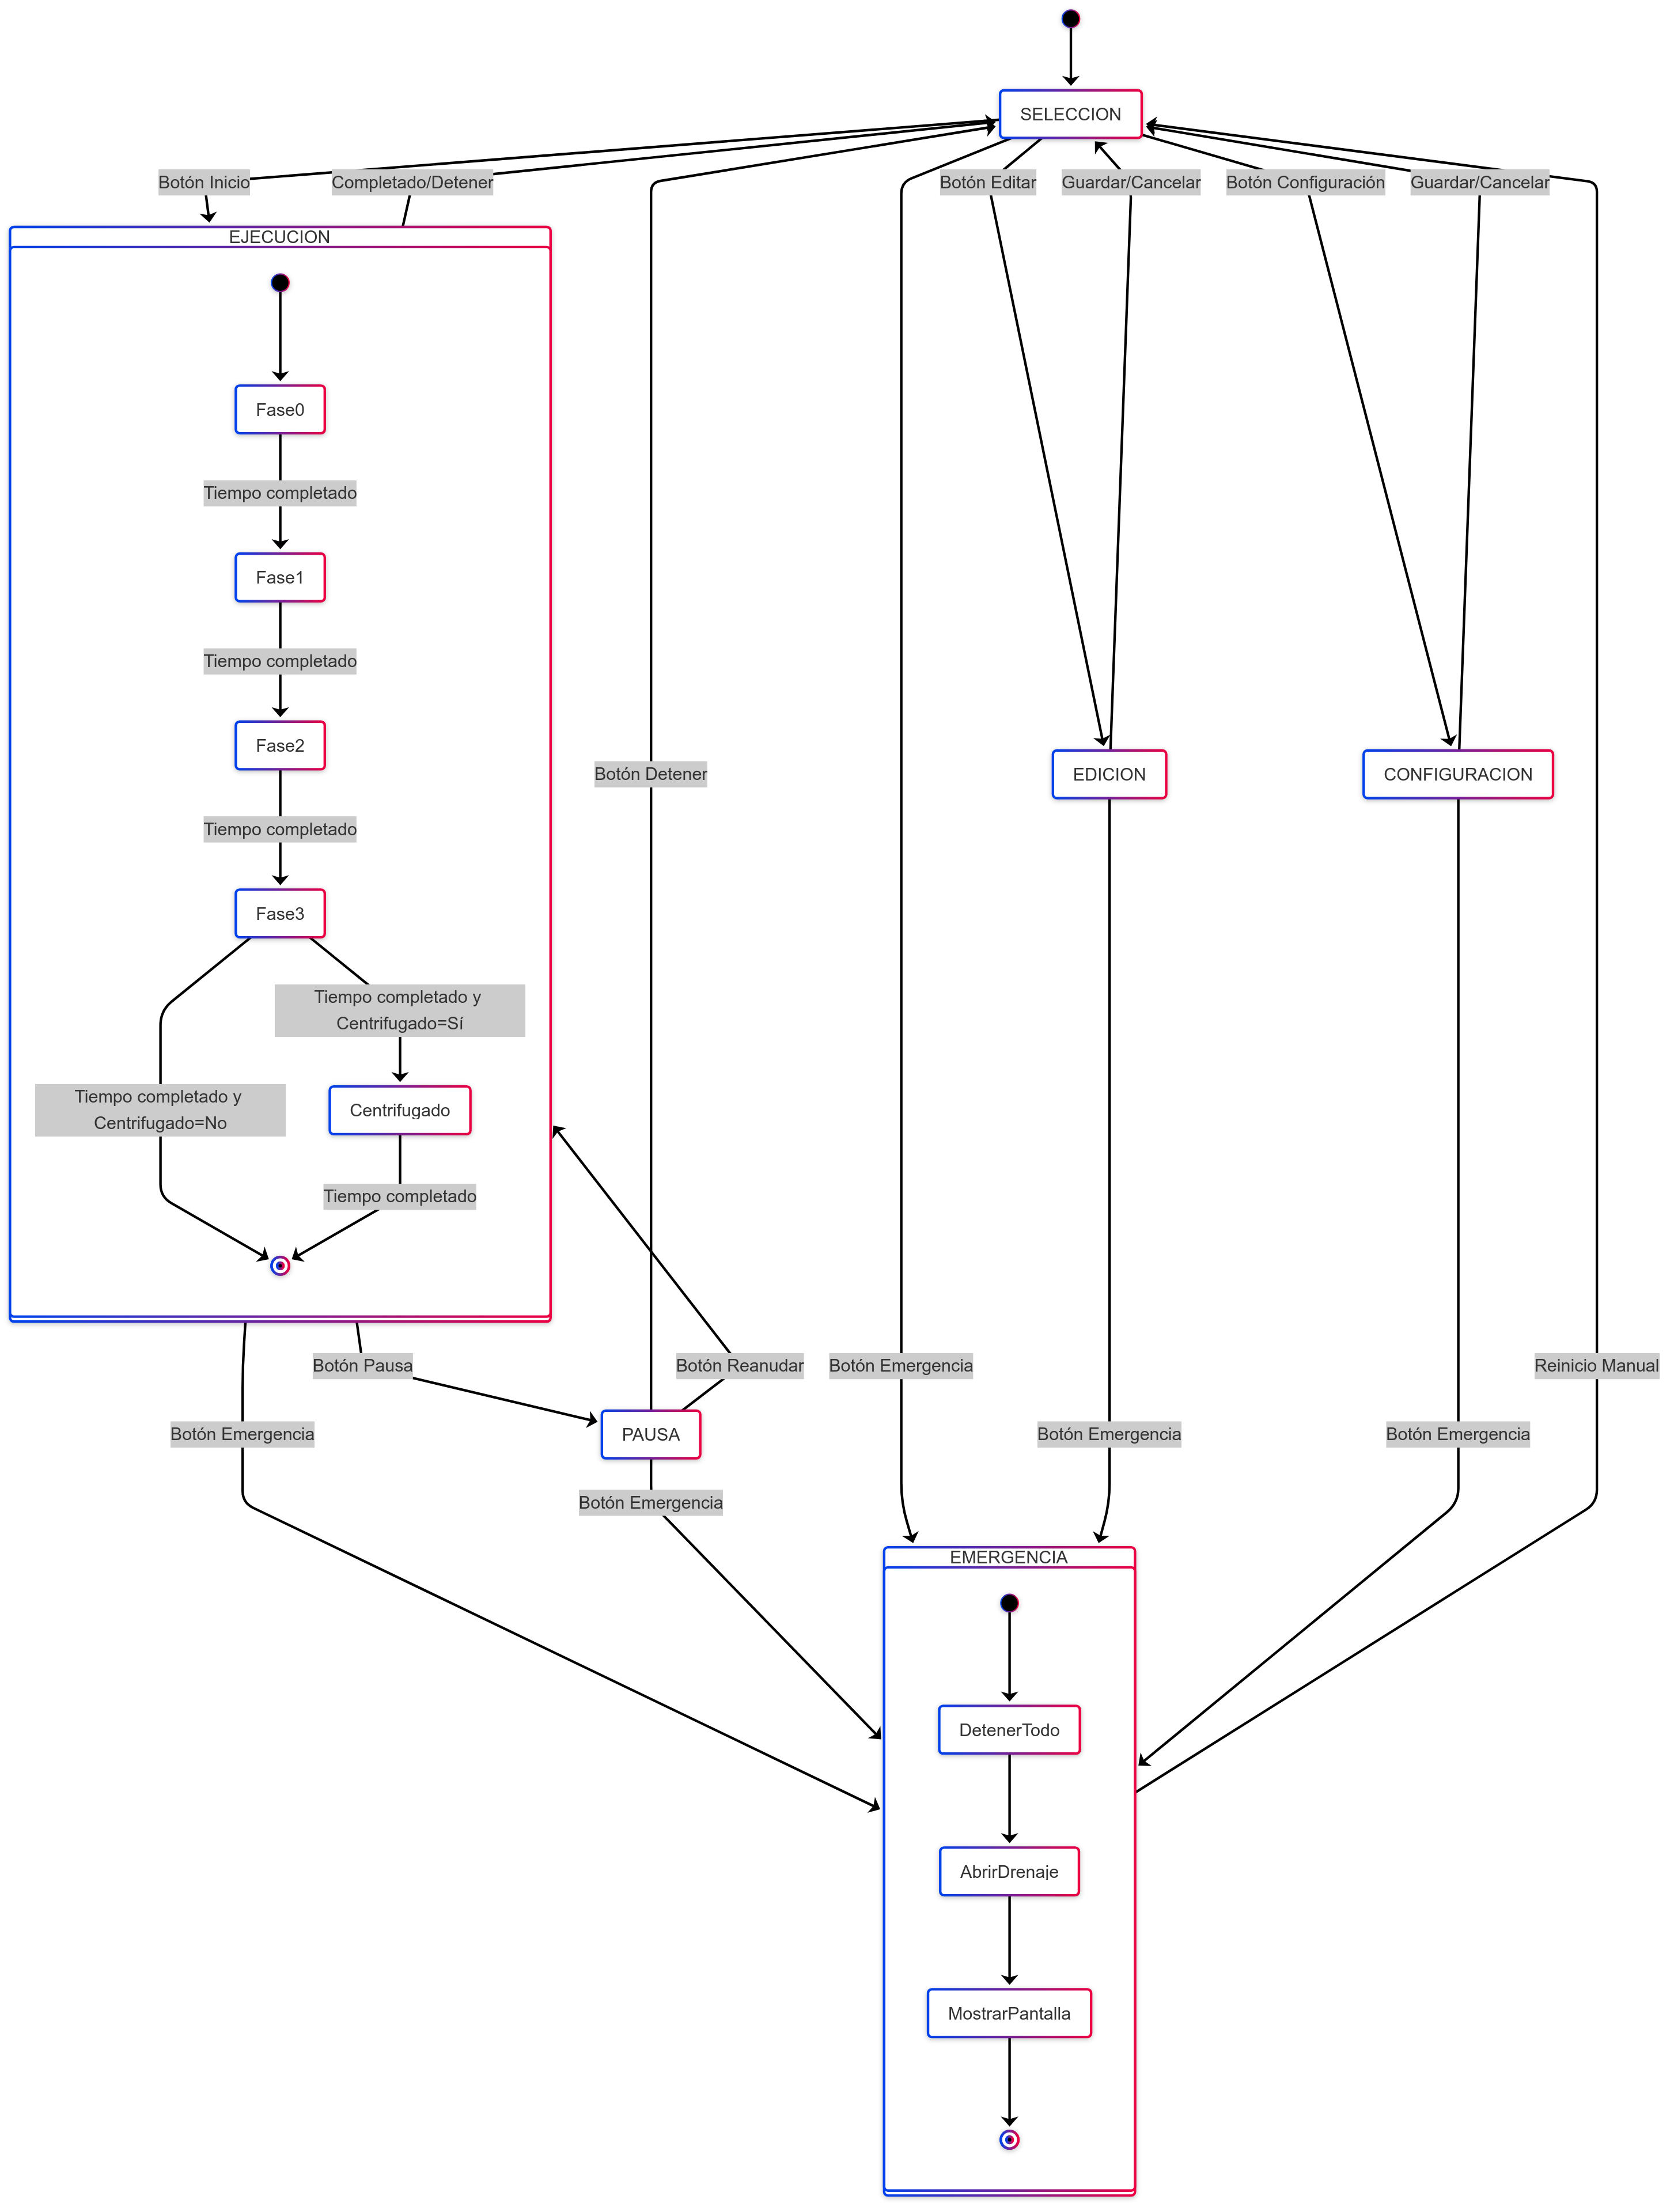 SELECCION
Botón Inicio
Completado/Detener
Botón Editar
Guardar/Cancelar
Botón Configuración
Guardar/Cancelar
EJECUCION
Fase0
Tiempo completado
Fase1
Tiempo completado
Fase2
Botón Detener
EDICION
CONFIGURACION
Tiempo completado
Fase3
Tiempo completado y
Centrifugado=Sí
Tiempo completado y
Centrifugado=No
Centrifugado
Tiempo completado
Botón Pausa
Botón Reanudar
Botón Emergencia
Reinicio Manual
Botón Emergencia
PAUSA
Botón Emergencia
Botón Emergencia
Botón Emergencia
EMERGENCIA
DetenerTodo
AbrirDrenaje
MostrarPantalla